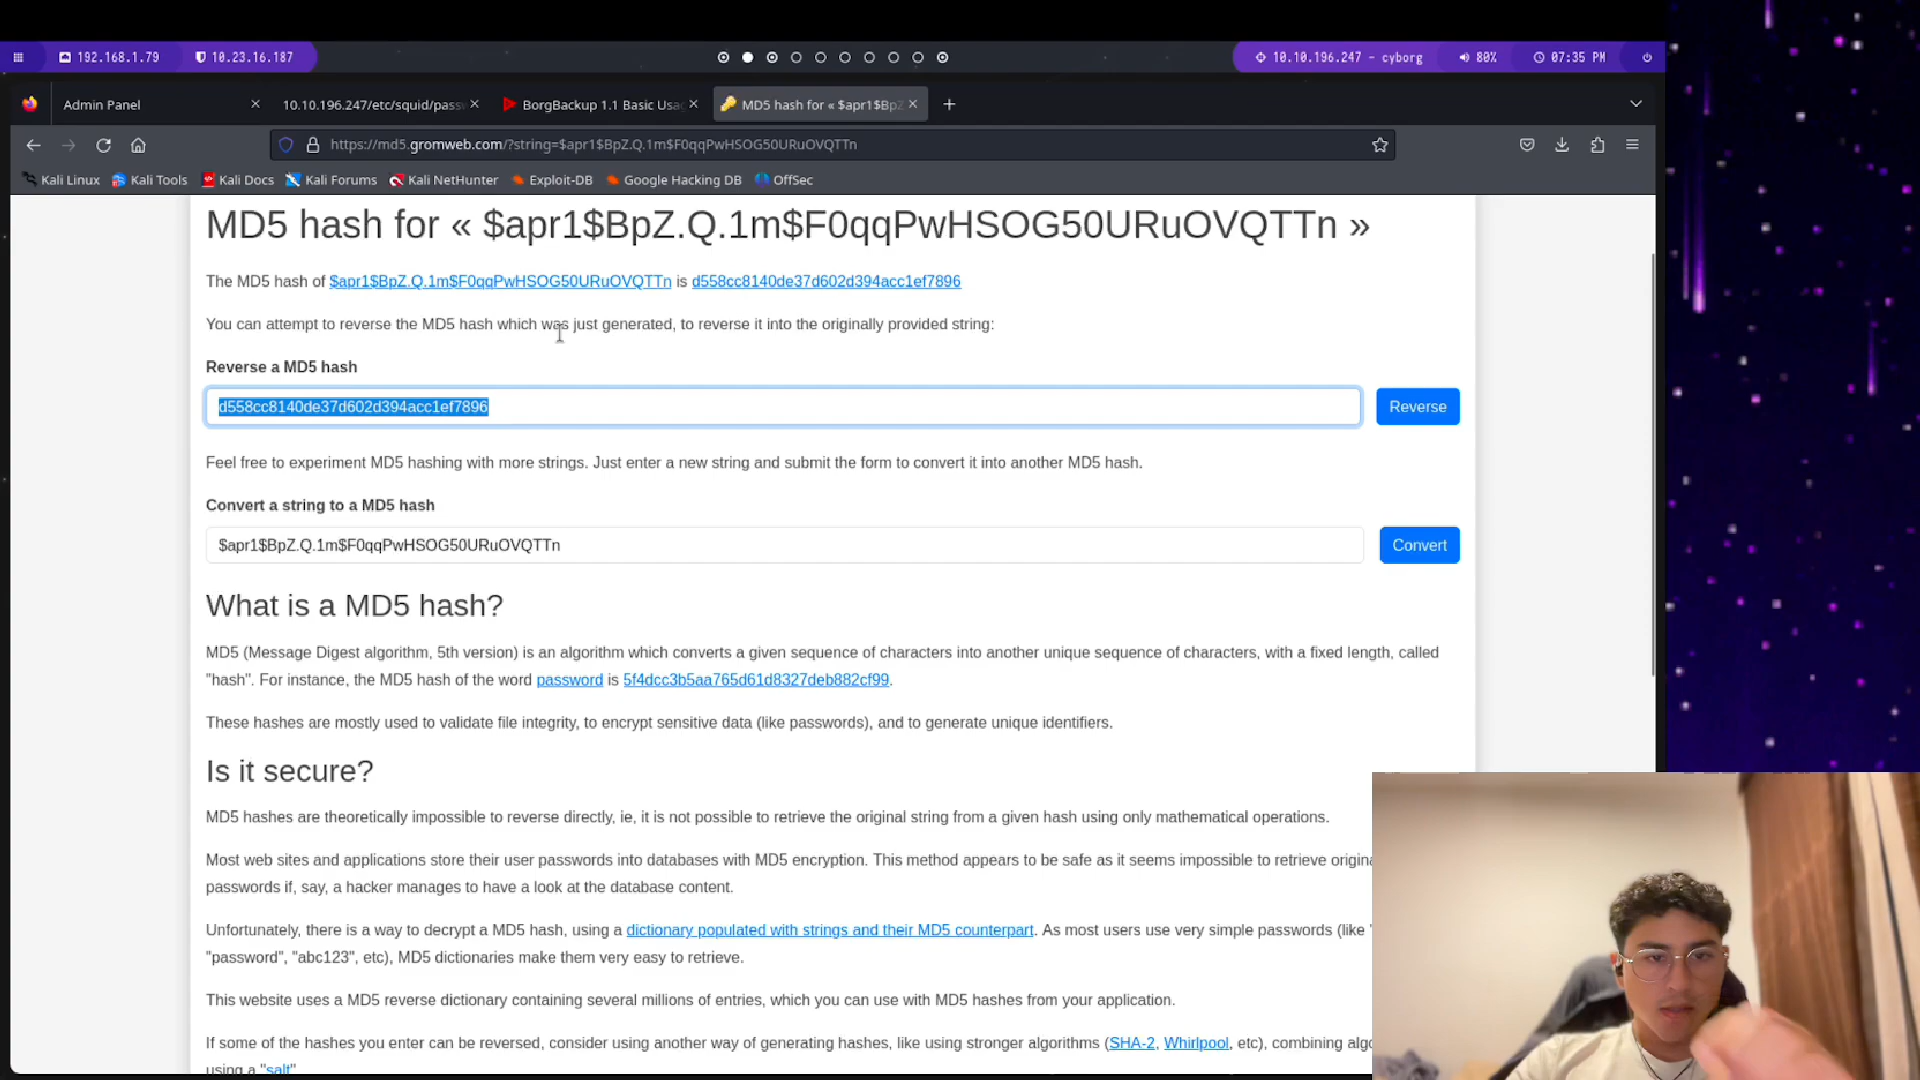 192.168.1.79
10.23.16.187
10.10.196.247 - cyborg
80%
07:35 PM
Admin Panel
10.10.196.247/etc/squid/pass
BorgBackup 1.1 Basic Usa
MD5 hash for « $apr1$BpZ
https://md5.gromweb.com/?string=$apr1$BpZ.Q.1m$F0qqPwHSOG50URuOVQTTn
Kali Linux
Kali Tools
Kali Docs
Kali Forums
Kali NetHunter
Exploit-DB
Google Hacking DB
OffSec
MD5 hash for « $apr1$BpZ.Q.1m$F0qqPwHSOG50URuOVQTTn »
The MD5 hash of $apr1$BpZ.Q.1m$F0qqPwHSOG50URuOVQTTn is d558cc8140de37d602d394acc1ef7896
You can attempt to reverse the MD5 hash which was just generated, to reverse it into the originally provided string:
Reverse a MD5 hash
d558cc8140de37d602d394acc1ef7896
Reverse
Feel free to experiment MD5 hashing with more strings. Just enter a new string and submit the form to convert it into another MD5 hash.
Convert a string to a MD5 hash
$apr1$BpZ.Q.1m$F0qqPwHSOG50URuOVQTTn
Convert
What is a MD5 hash?
MD5 (Message Digest algorithm, 5th version) is an algorithm which converts a given sequence of characters into another unique sequence of characters, with a fixed length, called
"hash". For instance, the MD5 hash of the word password is 5f4dcc3b5aa765d61d8327deb882cf99.
These hashes are mostly used to validate file integrity, to encrypt sensitive data (like passwords), and to generate unique identifiers.
Is it secure?
MD5 hashes are theoretically impossible to reverse directly, ie, it is not possible to retrieve the original string from a given hash using only mathematical operations.
Most web sites and applications store their user passwords into databases with MD5 encryption. This method appears to be safe as it seems impossible to retrieve origina
passwords if, say, a hacker manages to have a look at the database content.
Unfortunately, there is a way to decrypt a MD5 hash, using a dictionary populated with strings and their MD5 counterpart. As most users use very simple passwords (like "
"password", "abc123", etc), MD5 dictionaries make them very easy to retrieve.
This website uses a MD5 reverse dictionary containing several millions of entries, which you can use with MD5 hashes from your application.
If some of the hashes you enter can be reversed, consider using another way of generating hashes, like using stronger algorithms (SHA-2, Whirlpool, etc), combining algo
using a "salt"